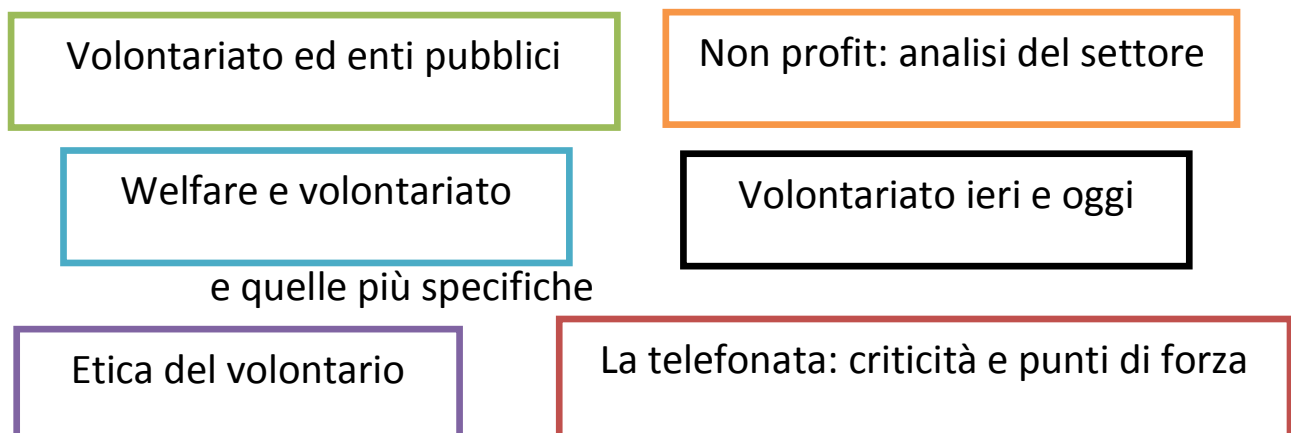 Volontariato ed enti pubblici
Non profit: analisi del settore
Welfare e volontariato
Volontariato ieri e oggi
e quelle più specifiche
Etica del volontario
La telefonata: criticità e punti di forza